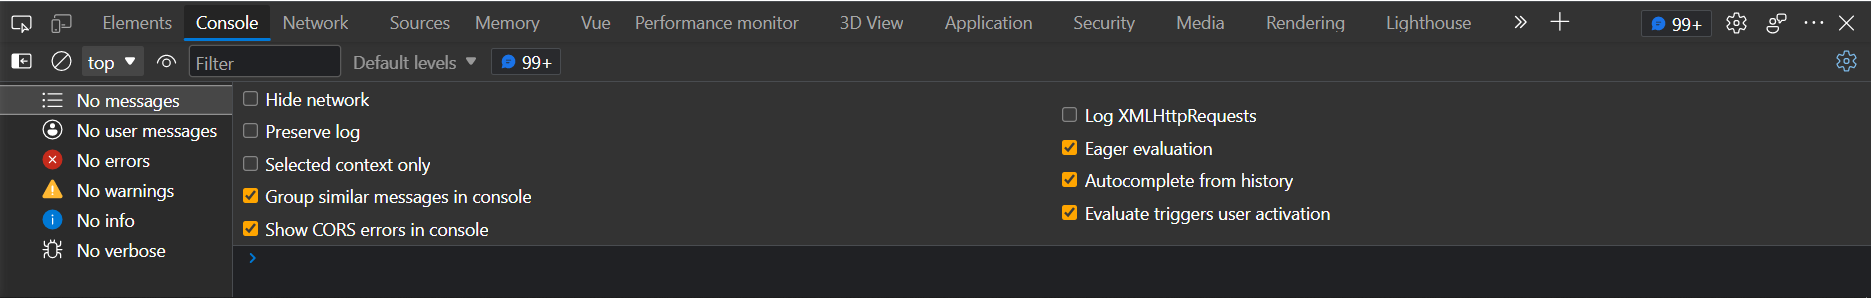 Elements Console Network Sources Memory Vue Performance monitor 3D View Application Security Media Rendering Lighthouse 99+
top Filter Default levels 99+
No messages
No user messages
No errors
No warnings
No info
No verbose
Hide network
Preserve log
Selected context only
Group similar messages in console
Show CORS errors in console
Log XMLHttpRequests
Eager evaluation
Autocomplete from history
Evaluate triggers user activation